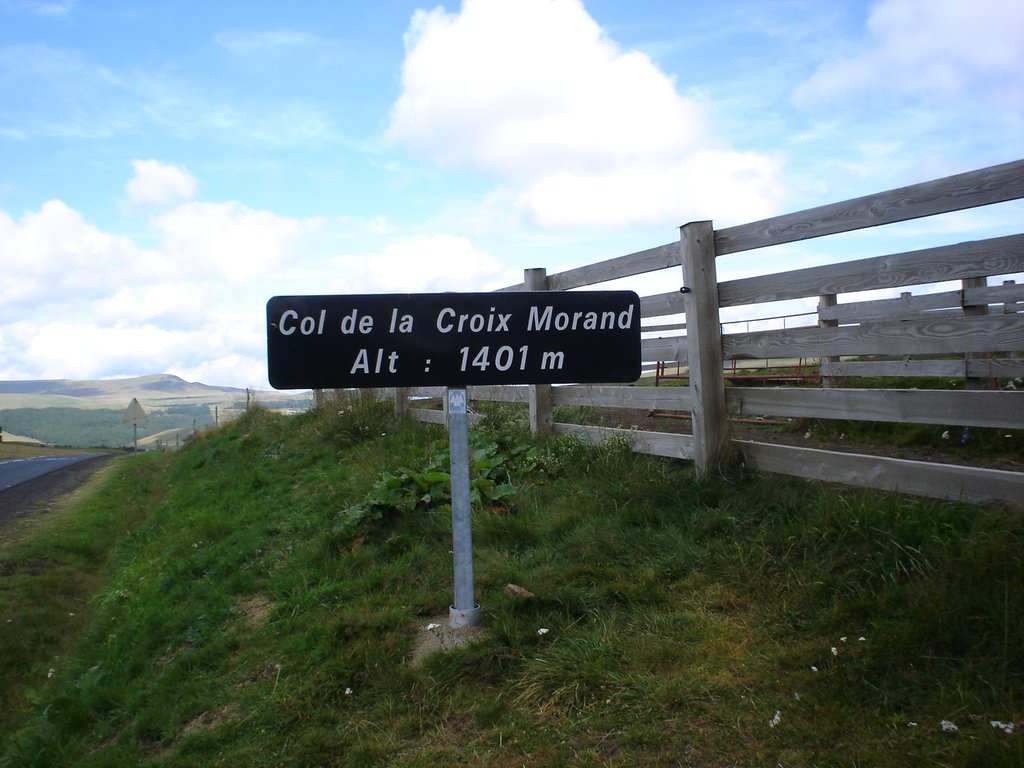 Col de la Croix Morand
Alt : 1401 m